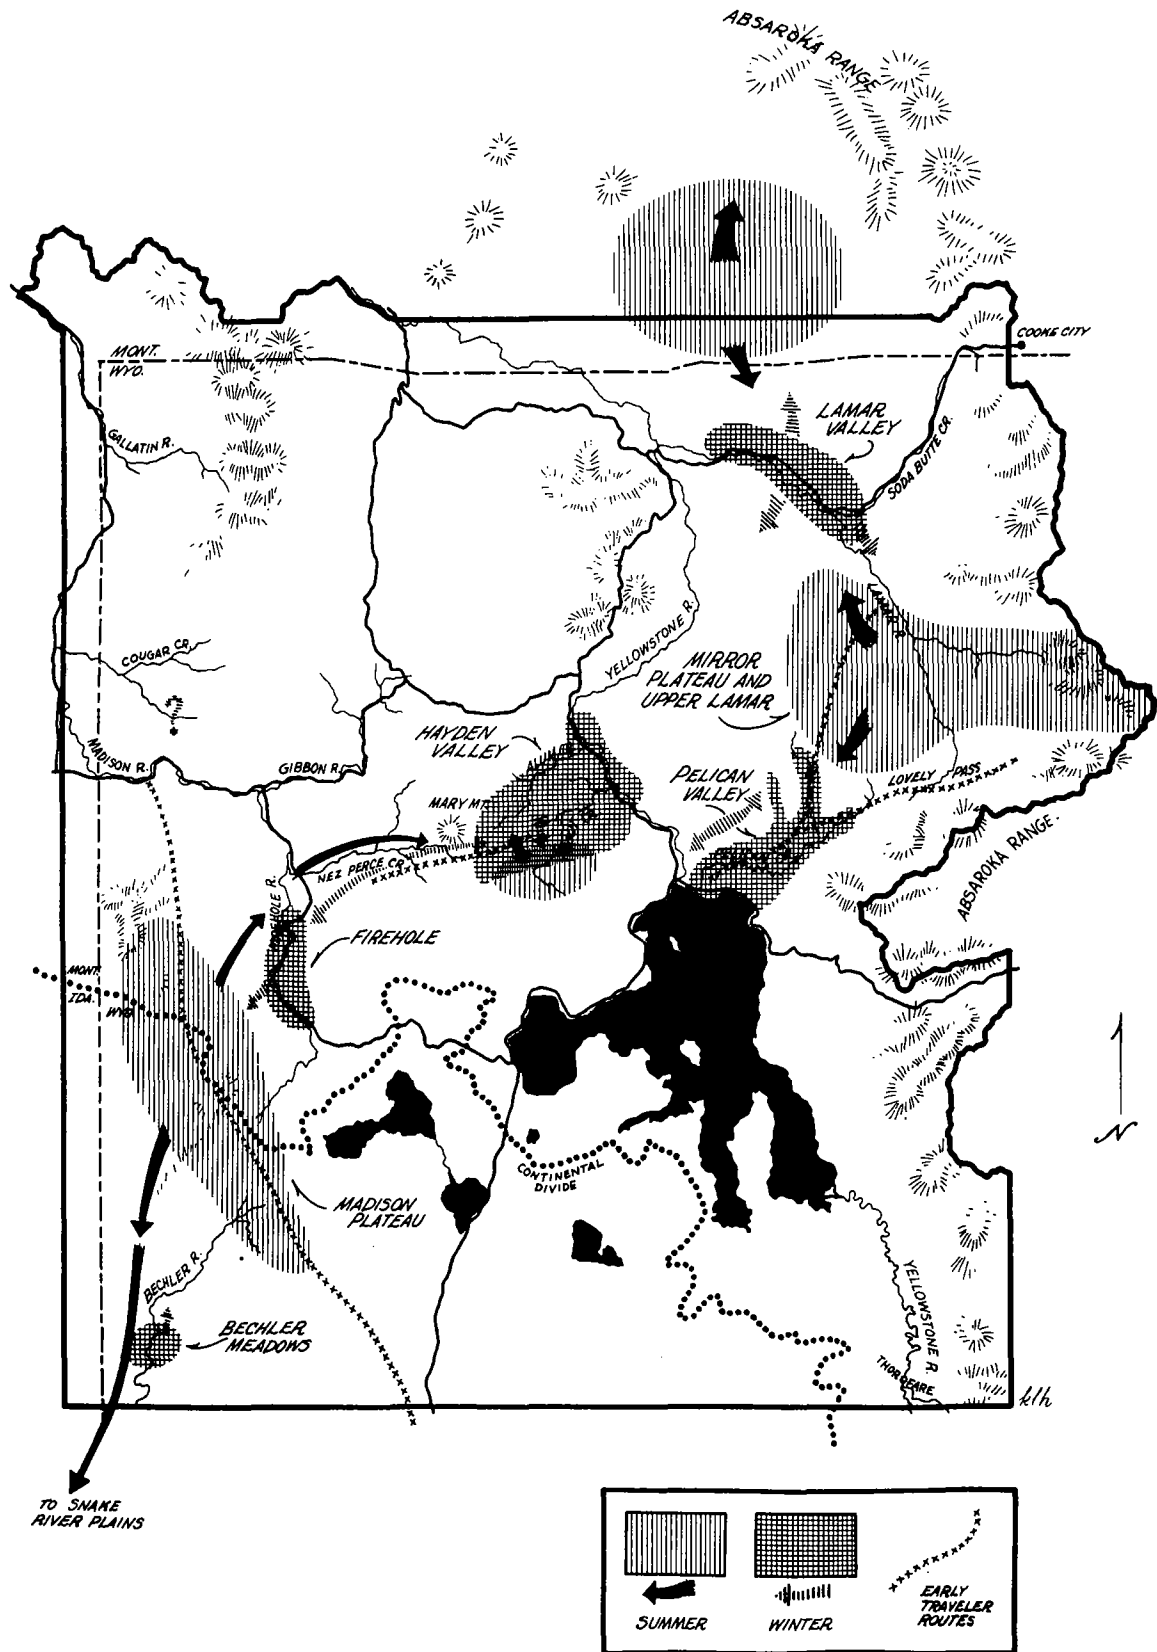 ABSAROKA RANGE
COOKE CITY
MONT.
WYO.
LAMAR
VALLEY
GALLATIN R.
SODA BUTTE CR.
LAMAR R.
COUGAR CR.
YELLOWSTONE R.
MIRROR
PLATEAU AND
UPPER LAMAR
HAYDEN
VALLEY
MADISON R.
GIBBON R.
PELICAN
VALLEY
LOVELY PASS
MARY MT.
NEZ PERCE CR.
ABSAROKA RANGE.
FIREHOLE R.
FIREHOLE
MONT.
IDA.
WYO.
N
CONTINENTAL
DIVIDE
MADISON
PLATEAU
BECHLER R.
YELLOWSTONE R.
BECHLER
MEADOWS
THOROFARE
klh
TO SNAKE
RIVER PLAINS
SUMMER
WINTER
EARLY
TRAVELER
ROUTES